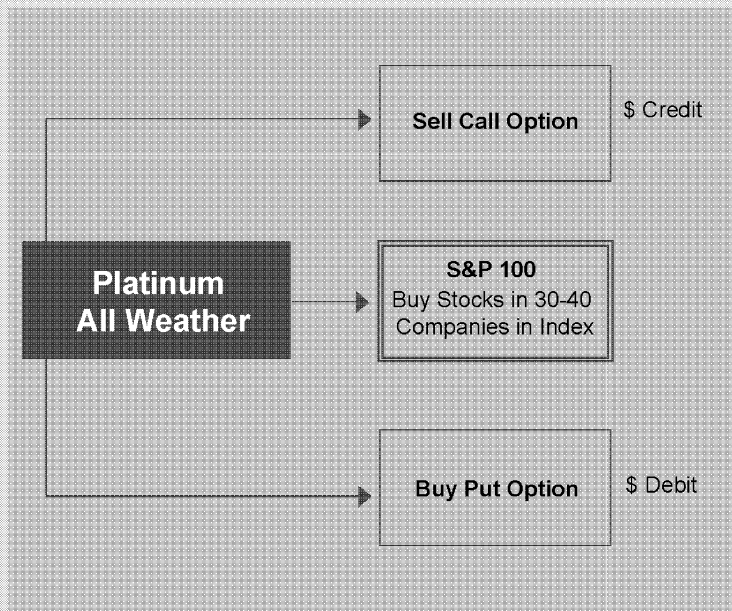 Sell Call Option
$ Credit
Platinum
All Weather
S&P 100
Buy Stocks in 30-40
Companies in Index
Buy Put Option
$ Debit